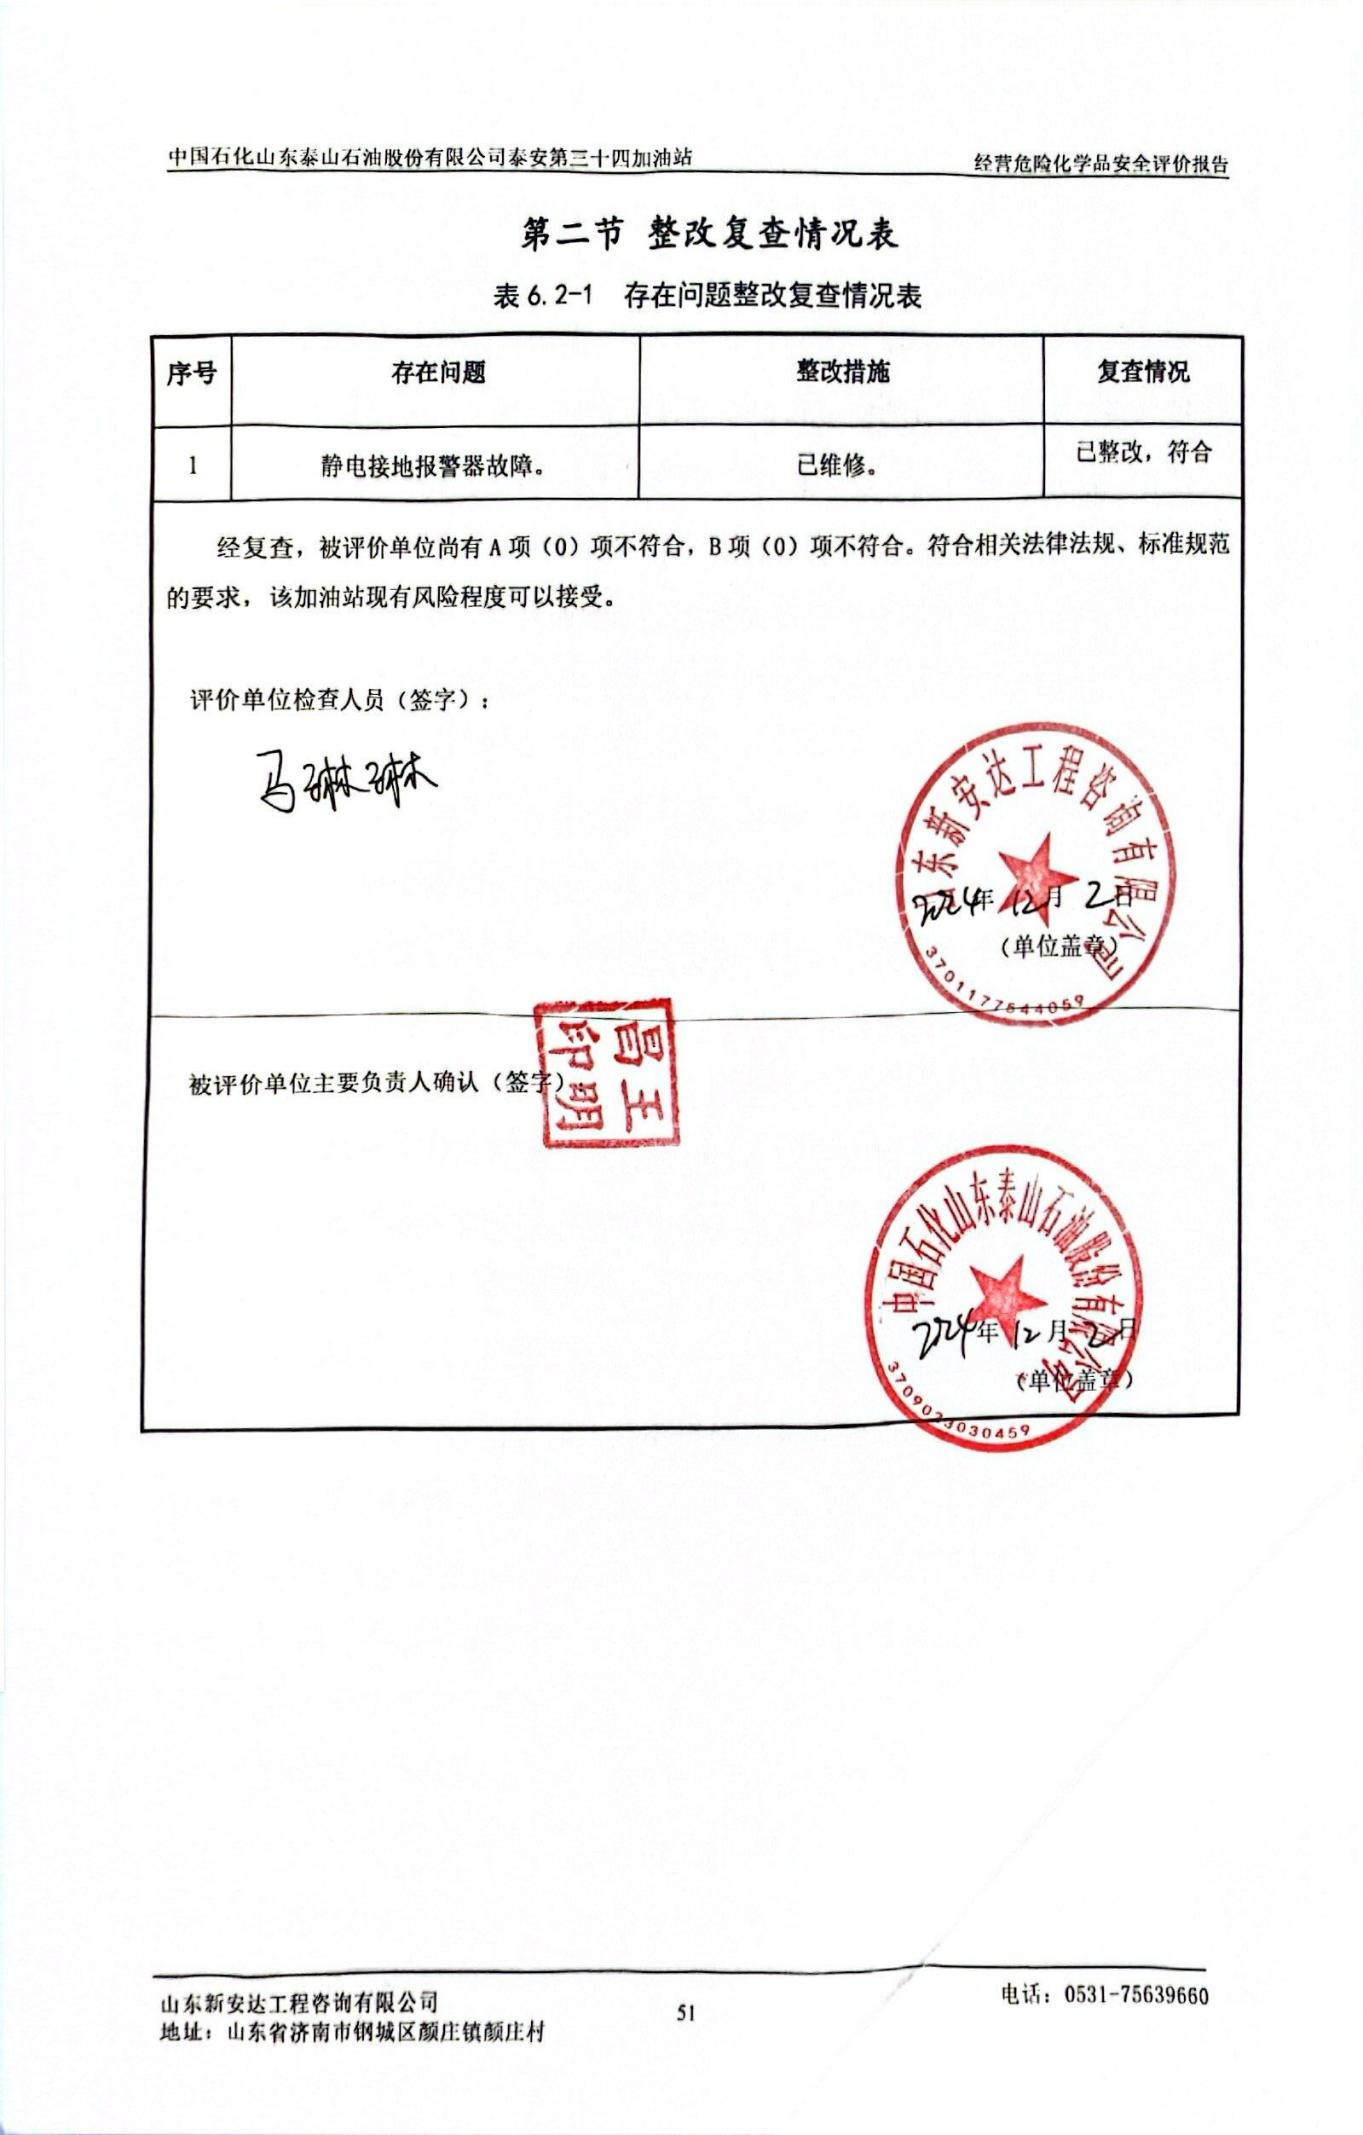 中国石化山东泰山石油股份有限公司泰安第三十四加油站
经营危险化学品安全评价报告
第二节 整改复查情况表
表 6.2-1 存在问题整改复查情况表
序号 存在问题 整改措施 复查情况
1 静电接地报警器故障。 已维修。 已整改，符合
经复查，被评价单位尚有 A 项（0）项不符合，B 项（0）项不符合。符合相关法律法规、标准规范
的要求，该加油站现有风险程度可以接受。
评价单位检查人员（签字）：
马琳琳
山东新安达工程咨询有限公司
2024年 12月 2日
（单位盖章）
3701177544059
被评价单位主要负责人确认（签字）
王昌明印
中国石化山东泰山石油股份有限公司
2024年 12月 2日
（单位盖章）
3709023030459
山东新安达工程咨询有限公司
地址：山东省济南市钢城区颜庄镇颜庄村
51
电话：0531-75639660